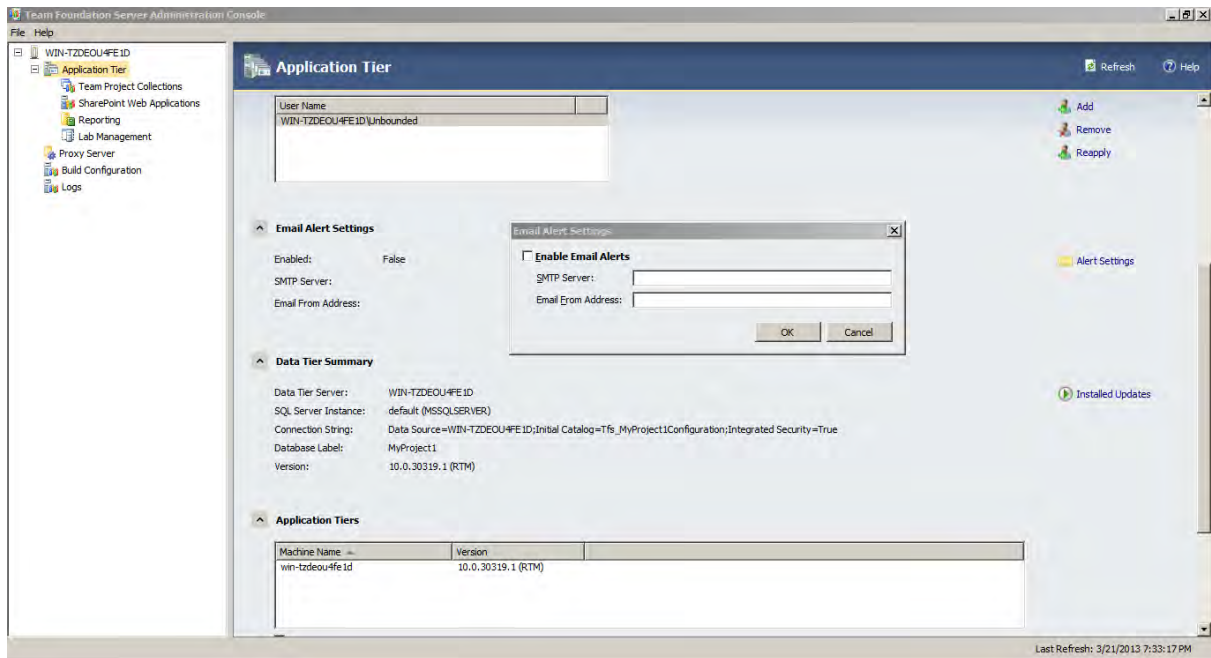 Team Foundation Server Administration Console
File Help
WIN-TZDEOU4FE1D
Application Tier
Team Project Collections
SharePoint Web Applications
Reporting
Lab Management
Proxy Server
Build Configuration
Logs
Application Tier
Refresh Help
User Name
WIN-TZDEOU4FE1D\Unbounded
Add
Remove
Reapply
Email Alert Settings
Enabled: False
SMTP Server:
Email From Address:
Alert Settings
Email Alert Settings
Enable Email Alerts
SMTP Server:
Email From Address:
OK Cancel
Data Tier Summary
Data Tier Server: WIN-TZDEOU4FE1D
SQL Server Instance: default (MSSQLSERVER)
Connection String: Data Source=WIN-TZDEOU4FE1D;Initial Catalog=Tfs_MyProject1Configuration;Integrated Security=True
Database Label: MyProject1
Version: 10.0.30319.1 (RTM)
Installed Updates
Application Tiers
Machine Name Version
win-tzdeou4fe1d 10.0.30319.1 (RTM)
Last Refresh: 3/21/2013 7:33:17 PM